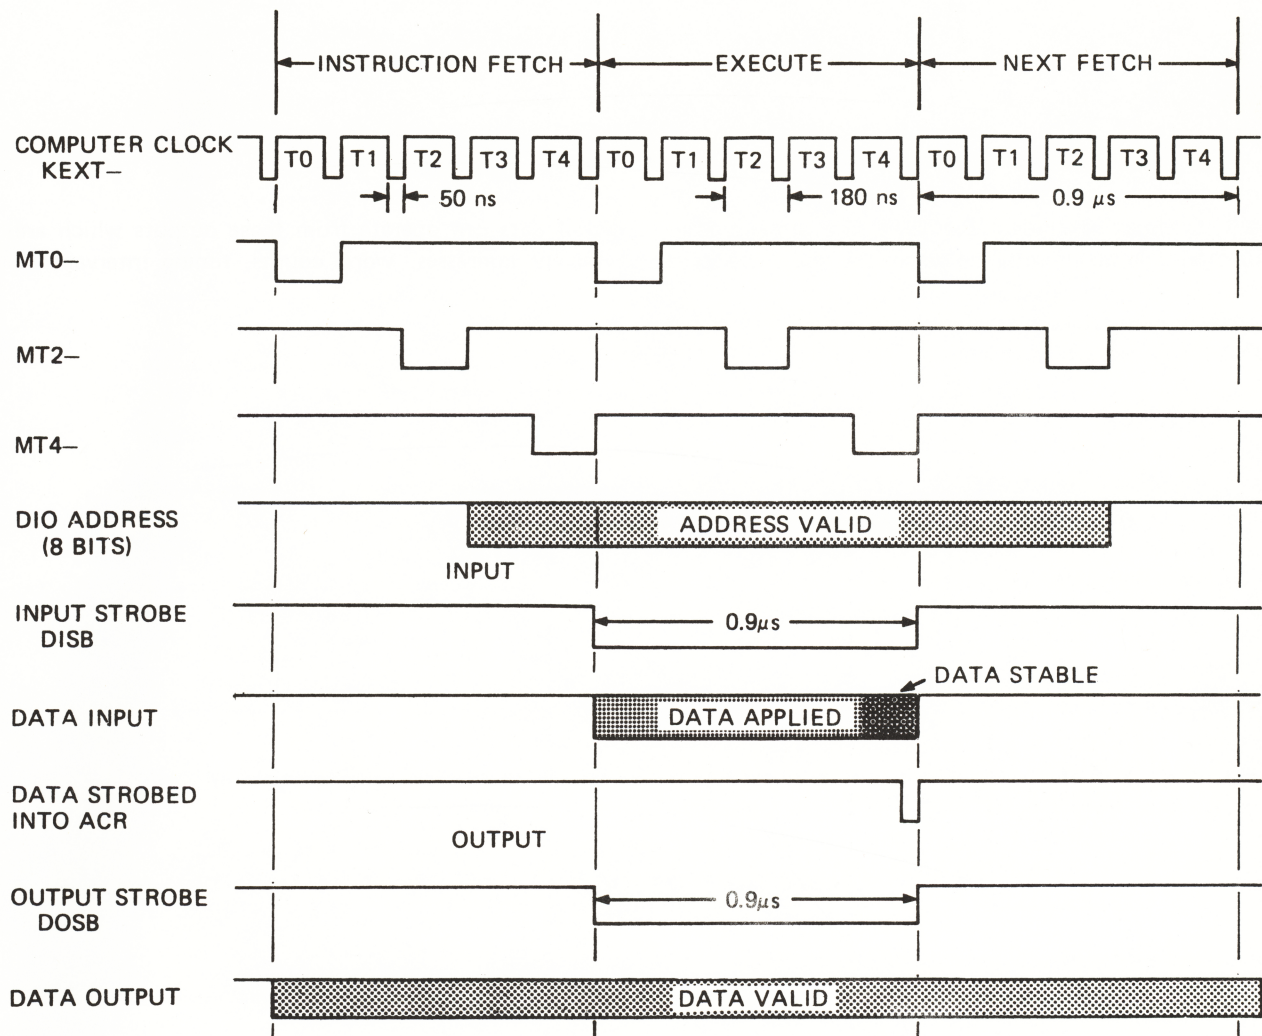 INSTRUCTION FETCH EXECUTE NEXT FETCH
COMPUTER CLOCK
KEXT–
T0 T1 T2 T3 T4 T0 T1 T2 T3 T4 T0 T1 T2 T3 T4
50 ns 180 ns 0.9 μs
MT0–
MT2–
MT4–
DIO ADDRESS
(8 BITS)
ADDRESS VALID
INPUT
INPUT STROBE
DISB
0.9μs
DATA STABLE
DATA INPUT
DATA APPLIED
DATA STROBED
INTO ACR
OUTPUT
OUTPUT STROBE
DOSB
0.9μs
DATA OUTPUT
DATA VALID